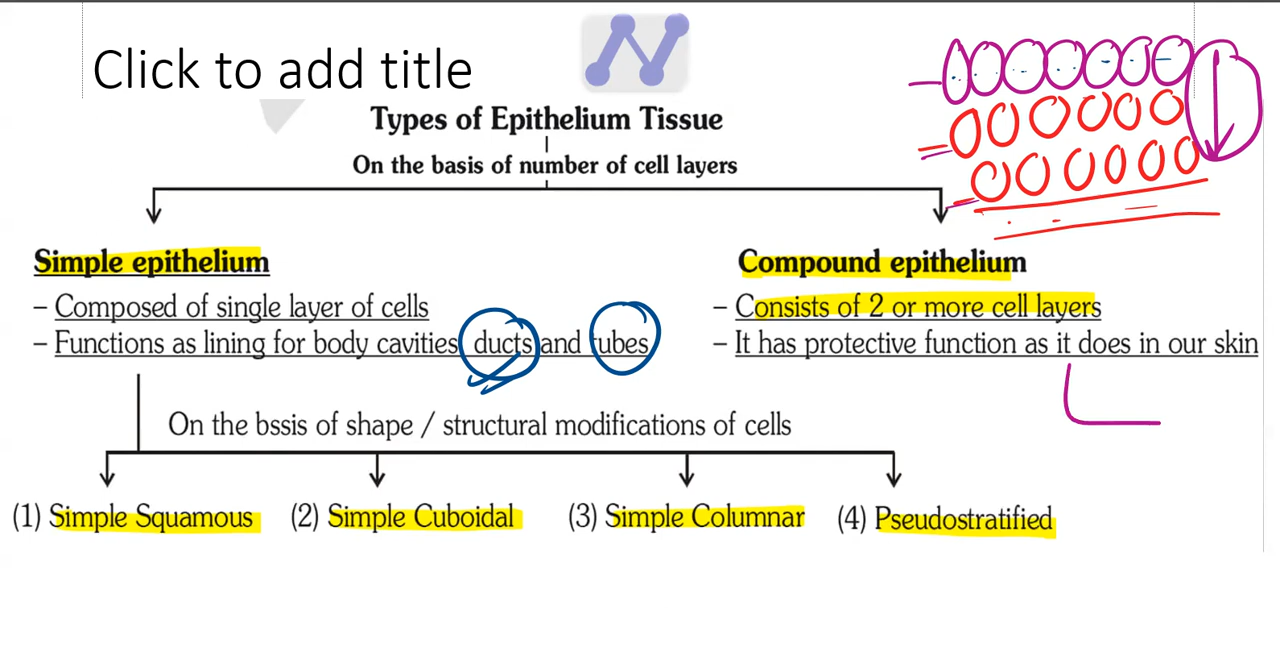 Click to add title
Types of Epithelium Tissue
On the basis of number of cell layers
Simple epithelium
– Composed of single layer of cells
– Functions as lining for body cavities ducts and tubes
Compound epithelium
– Consists of 2 or more cell layers
– It has protective function as it does in our skin
On the bssis of shape / structural modifications of cells
(1) Simple Squamous (2) Simple Cuboidal (3) Simple Columnar (4) Pseudostratified